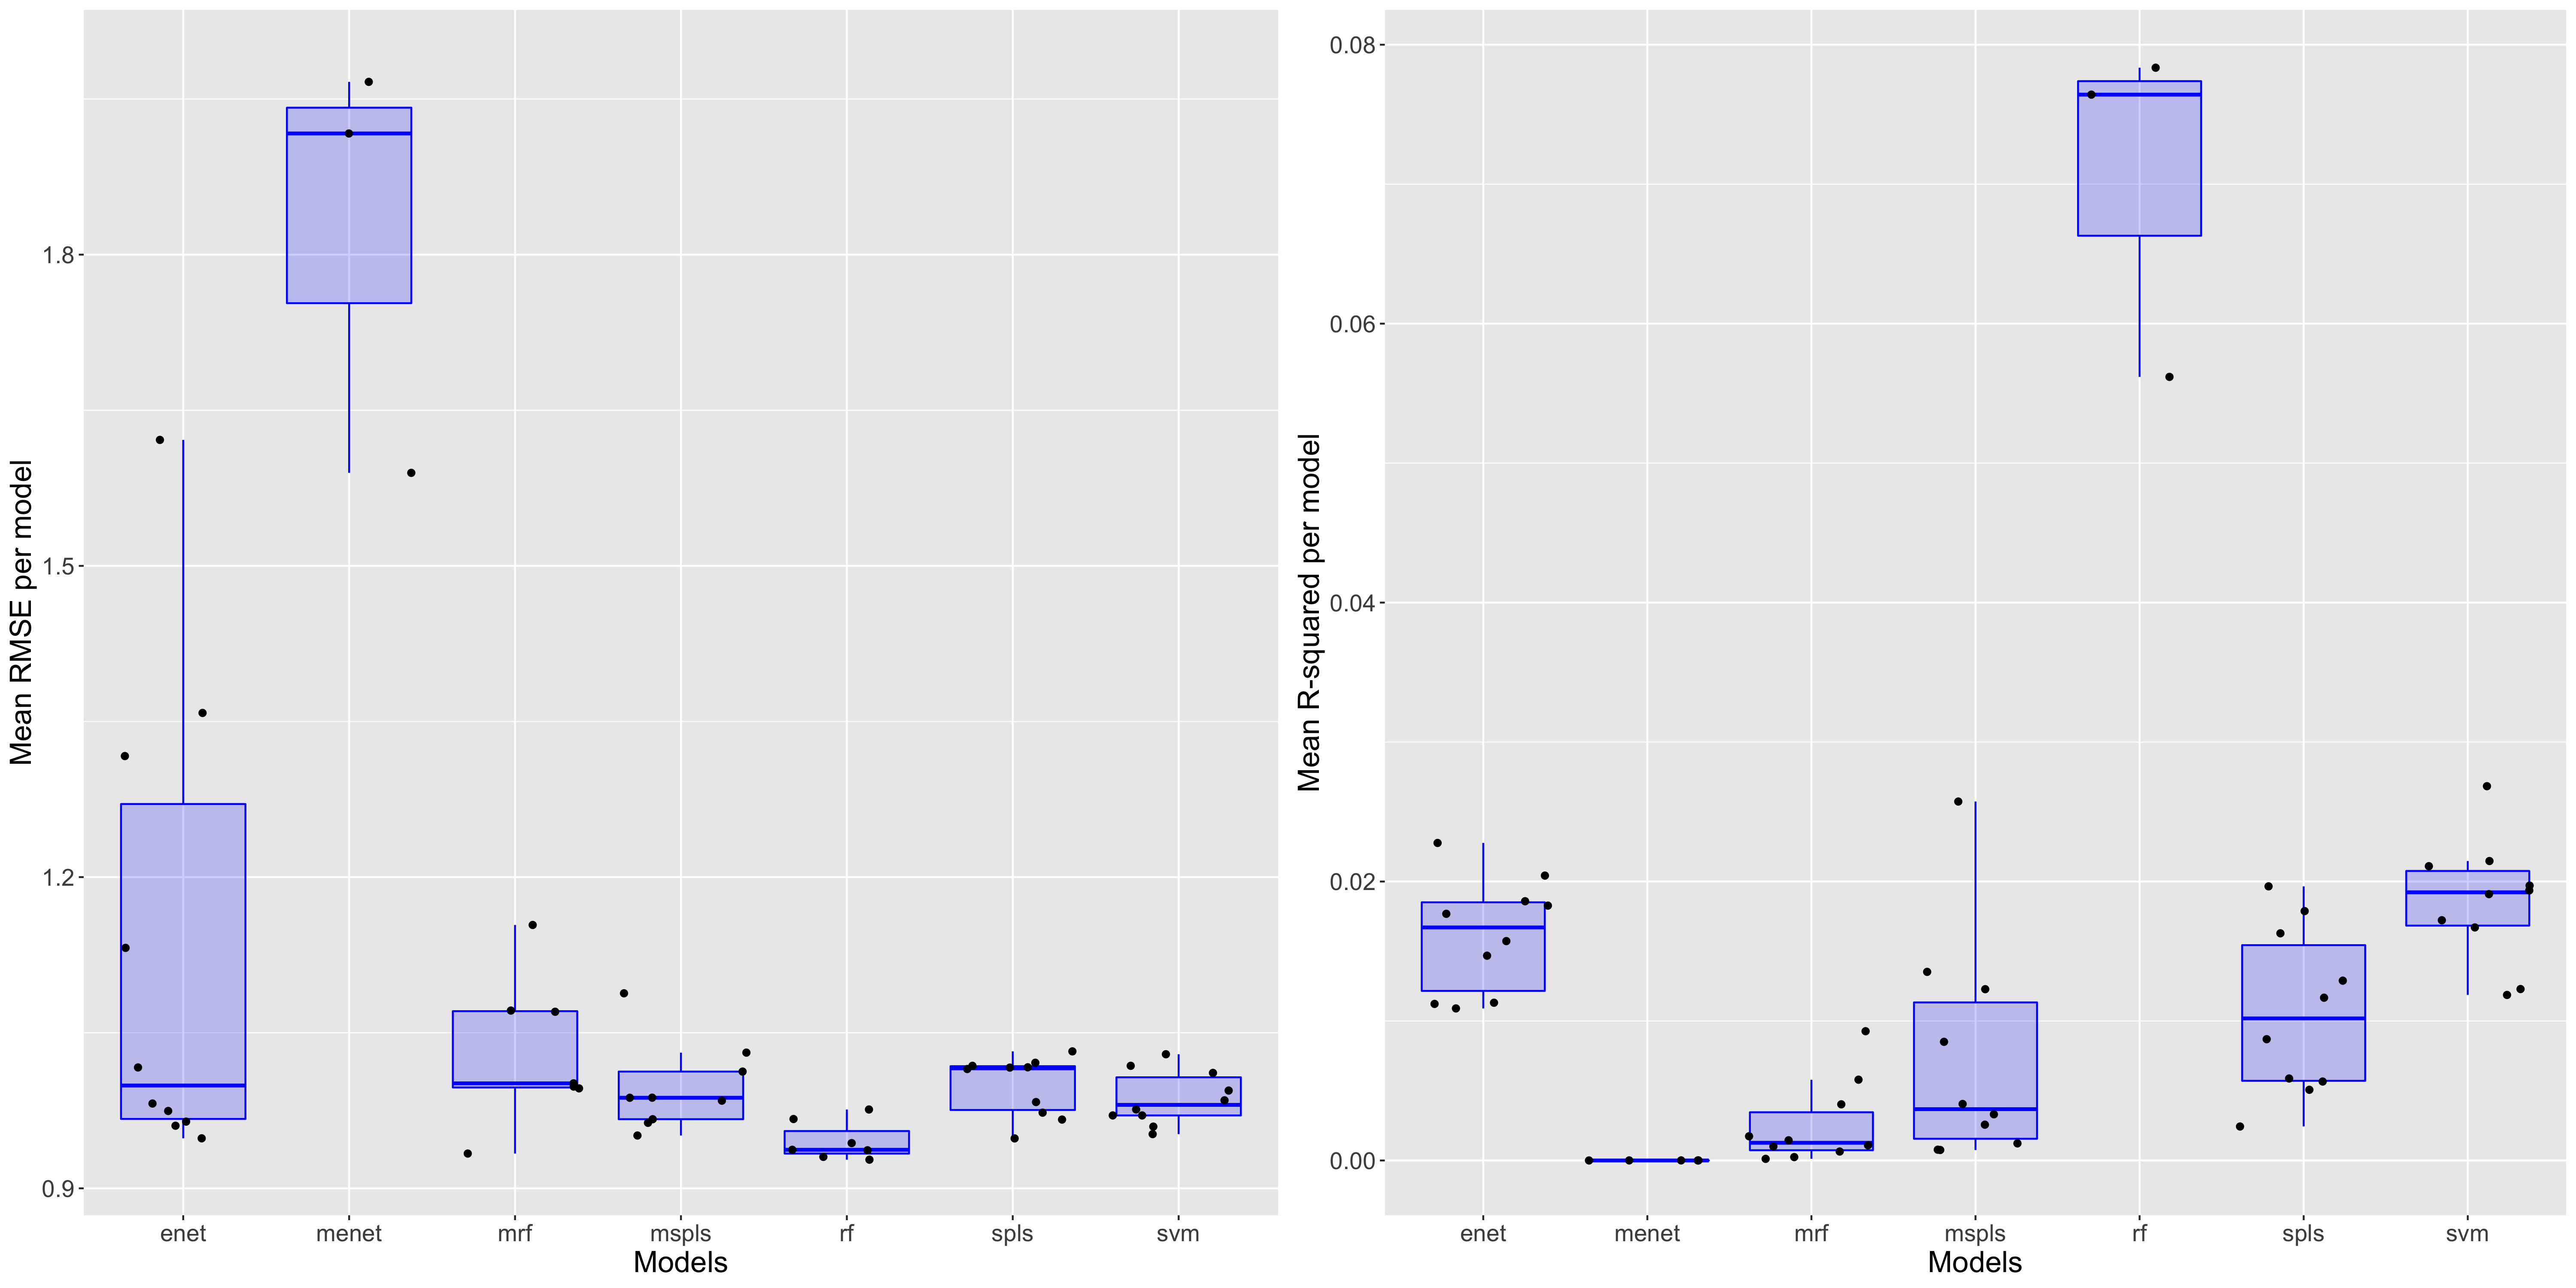 Mean RMSE per model
1.8
1.5
1.2
0.9
enet menet mrf mspls rf spls svm
Models
Mean R-squared per model
0.08
0.06
0.04
0.02
0.00
enet menet mrf mspls rf spls svm
Models